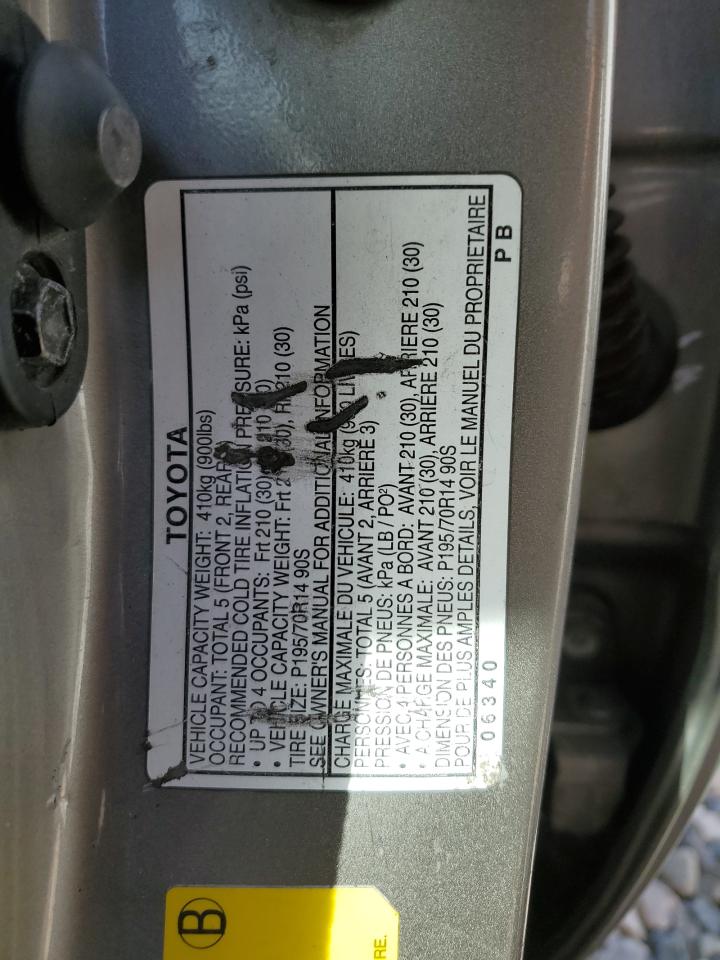 TOYOTA
VEHICLE CAPACITY WEIGHT: 410kg (900lbs)
OCCUPANT: TOTAL 5 (FRONT 2, REAR
RECOMMENDED COLD TIRE INFLATION PRESSURE: kPa (psi)
• UP 4 OCCUPANTS: Frt 210 (30)
• VEHICLE CAPACITY WEIGHT: Frt 210 (30)
TIRE SIZE: P195/70R14 90S
SEE OWNER'S MANUAL FOR ADDITIONAL INFORMATION
CHARGE MAXIMALE DU VEHICULE: 410kg
PERSONNES: TOTAL 5 (AVANT 2, ARRIERE 3)
PRESSION DE PNEUS: kPa (LB / PO²)
• AVEC 4 PERSONNES A BORD: AVANT 210 (30), ARRIERE 210 (30)
• A CHARGE MAXIMALE: AVANT 210 (30), ARRIERE 210 (30)
DIMENSION DES PNEUS: P195/70R14 90S
POUR DE PLUS AMPLES DETAILS, VOIR LE MANUEL DU PROPRIETAIRE
06340 PB
B
RE.